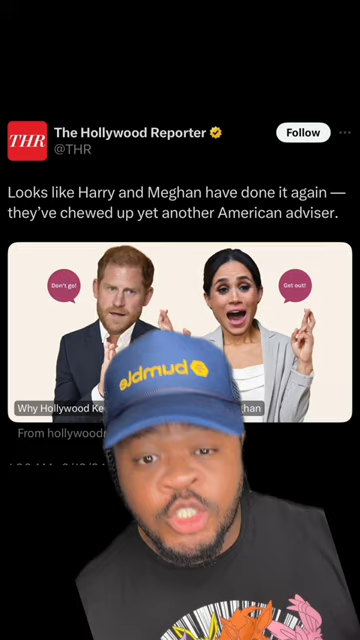 THR
The Hollywood Reporter
Follow
@THR
Looks like Harry and Meghan have done it again —
they've chewed up yet another American adviser.
Don't go!
Get out!
bumble
Why Hollywood Ke
ghan
From hollywoodr